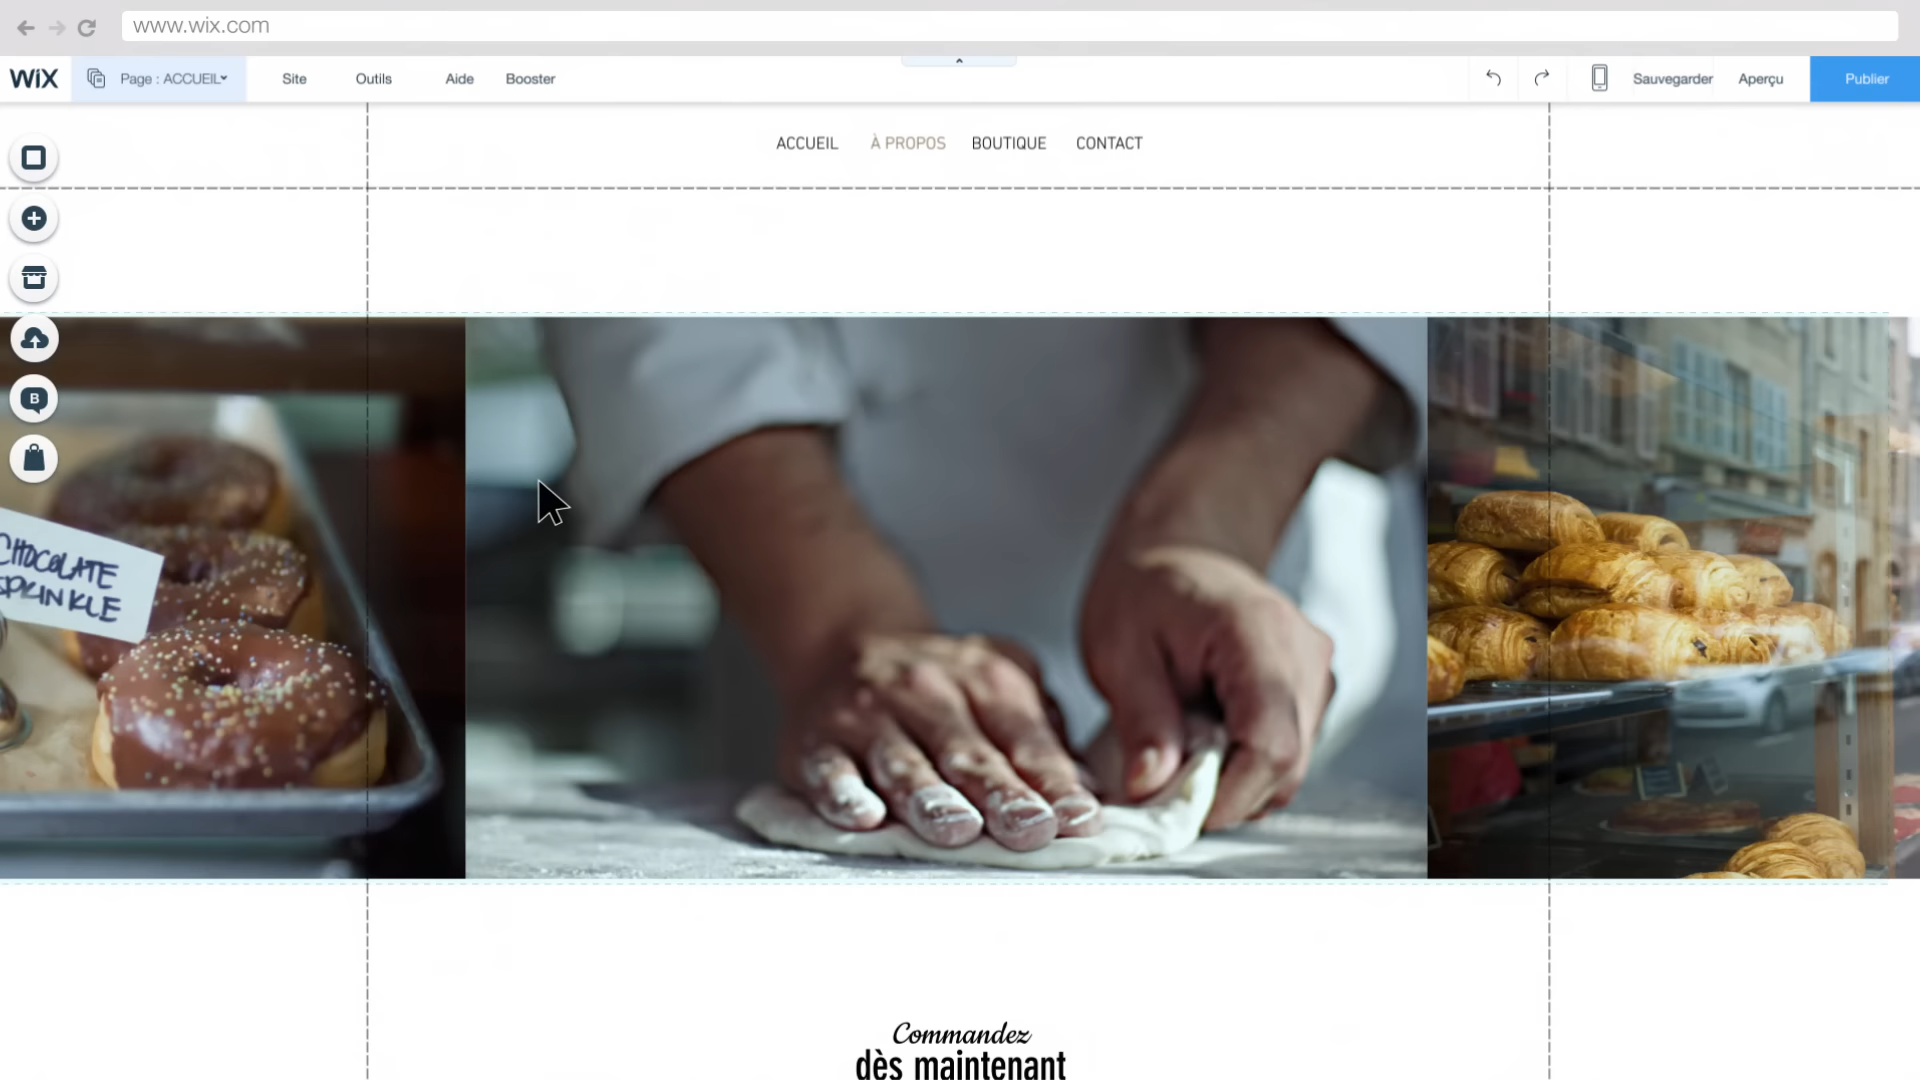 www.wix.com
WiX Page : ACCUEIL Site Outils Aide Booster Sauvegarder Aperçu Publier
ACCUEIL À PROPOS BOUTIQUE CONTACT
B
CHOCOLATE
SPRINKLE
Commandez
dès maintenant